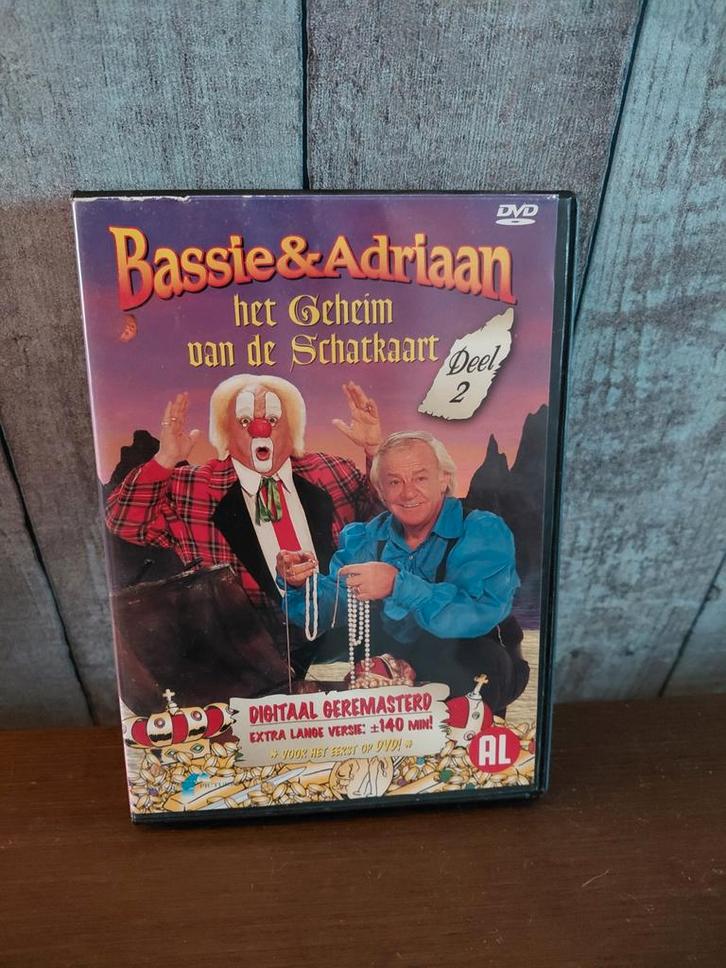 DVD
Bassie&Adriaan
het Geheim
van de Schatkaart
Deel
2
DIGITAAL GEREMASTERD
EXTRA LANGE VERSIE: ±140 MIN!
* VOOR HET EERST OP DVD! *
AL